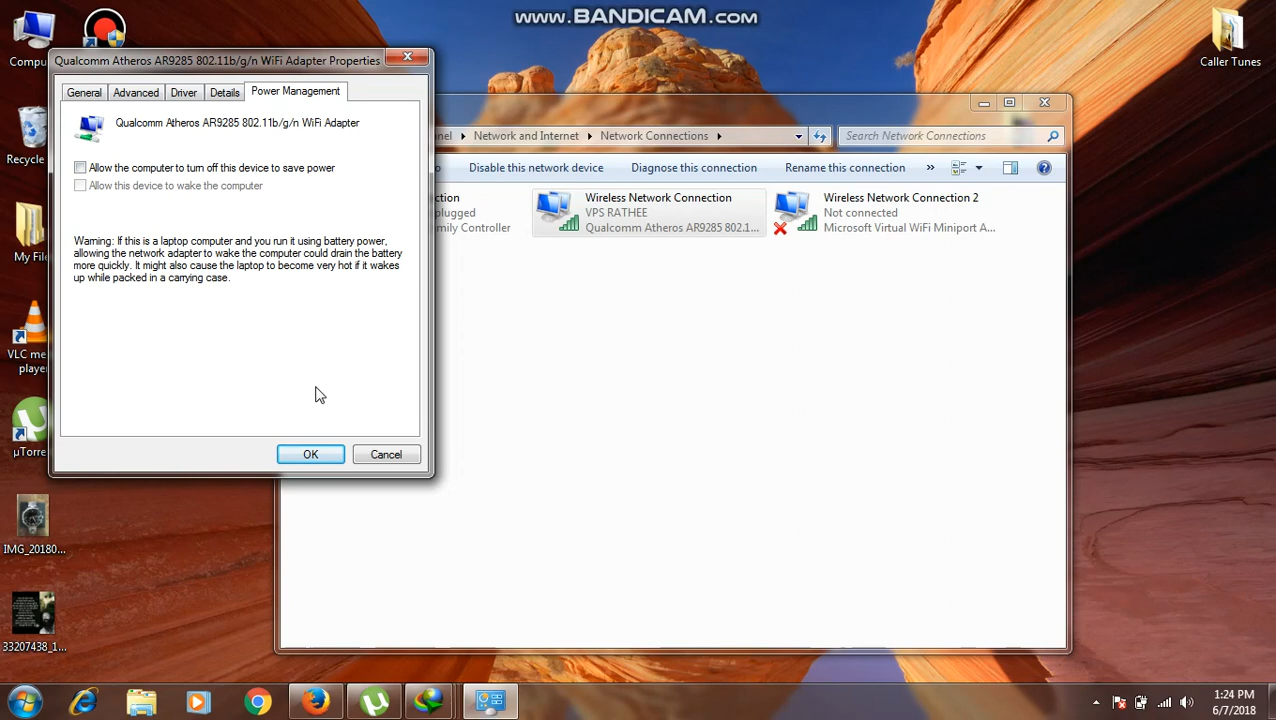 www.BANDICAM.com
Compu
Recycle
My File
VLC me
player
µTorre
IMG_20180...
33207438_1...
Caller Tunes
Qualcomm Atheros AR9285 802.11b/g/n WiFi Adapter Properties
General
Advanced
Driver
Details
Power Management
Qualcomm Atheros AR9285 802.11b/g/n WiFi Adapter
Allow the computer to turn off this device to save power
Allow this device to wake the computer
Warning: If this is a laptop computer and you run it using battery power,
allowing the network adapter to wake the computer could drain the battery
more quickly. It might also cause the laptop to become very hot if it wakes
up while packed in a carrying case.
OK
Cancel
nel
Network and Internet
Network Connections
Search Network Connections
o
Disable this network device
Diagnose this connection
Rename this connection
»
ction
plugged
amily Controller
Wireless Network Connection
VPS RATHEE
Qualcomm Atheros AR9285 802.1...
Wireless Network Connection 2
Not connected
Microsoft Virtual WiFi Miniport A...
1:24 PM
6/7/2018